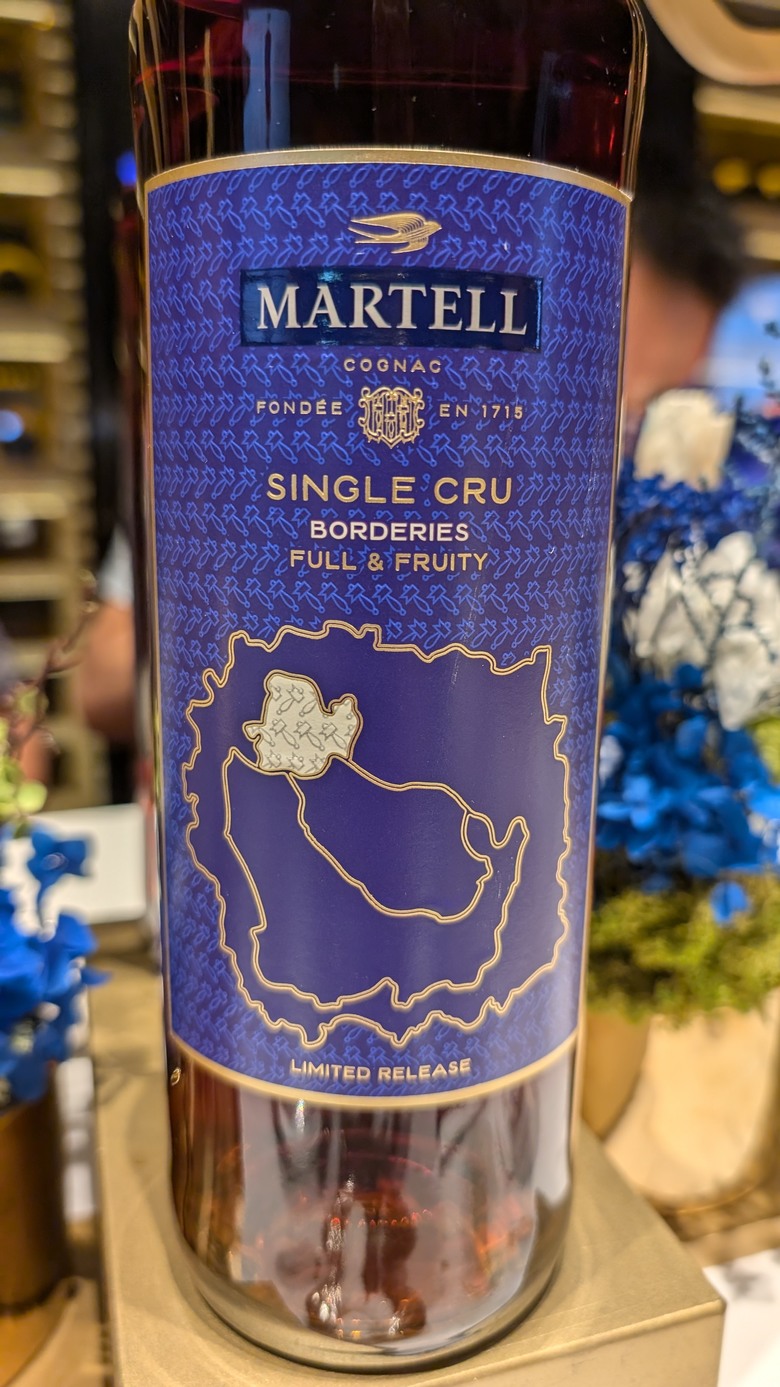 MARTELL
COGNAC
FONDÉE EN 1715
SINGLE CRU
BORDERIES
FULL & FRUITY
LIMITED RELEASE